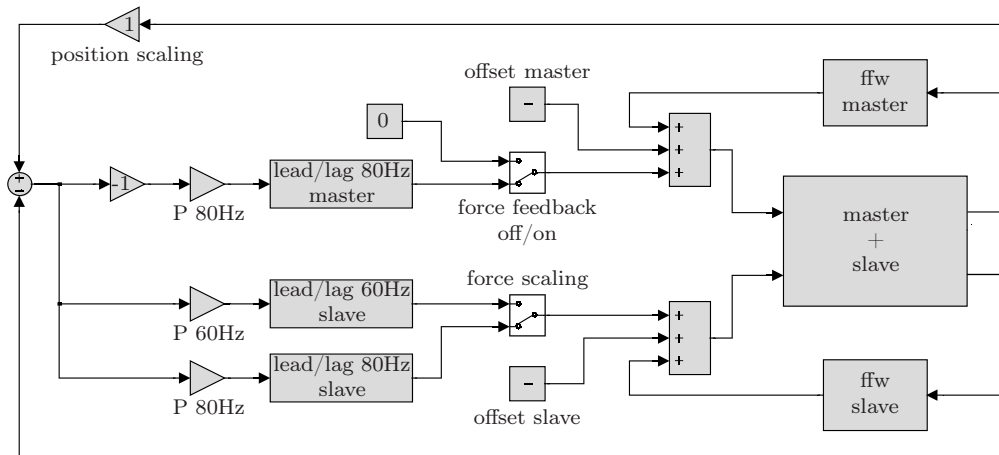 1
position scaling
offset master
-
ffw
master
0
+
+
+
+
-
-1
P 80Hz
lead/lag 80Hz
master
force feedback
off/on
master
+
slave
force scaling
P 60Hz
lead/lag 60Hz
slave
+
+
+
P 80Hz
lead/lag 80Hz
slave
-
offset slave
ffw
slave